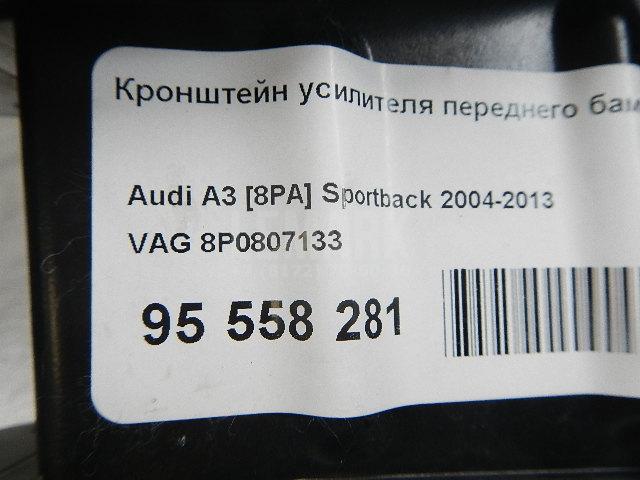 Кронштейн усилителя переднего бам
Audi A3 [8PA] Sportback 2004-2013
VAG 8P0807133
95 558 281